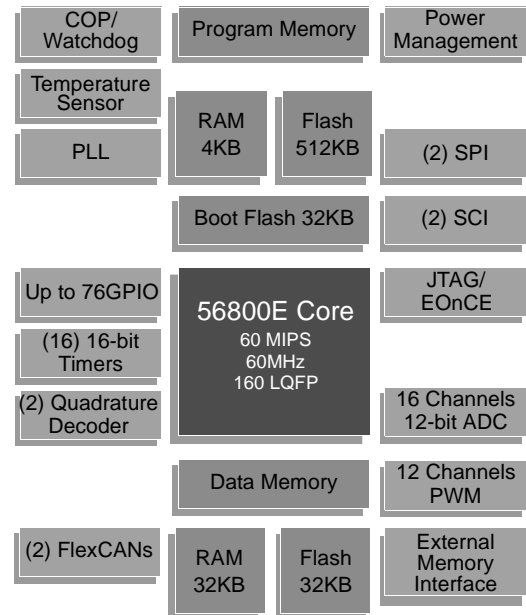 COP/
Watchdog
Program Memory
Power
Management
Temperature
Sensor
RAM
4KB
Flash
512KB
PLL
(2) SPI
Boot Flash 32KB
(2) SCI
Up to 76GPIO
56800E Core
60 MIPS
60MHz
160 LQFP
JTAG/
EOnCE
(16) 16-bit
Timers
(2) Quadrature
Decoder
16 Channels
12-bit ADC
Data Memory
12 Channels
PWM
(2) FlexCANs
RAM
32KB
Flash
32KB
External
Memory
Interface